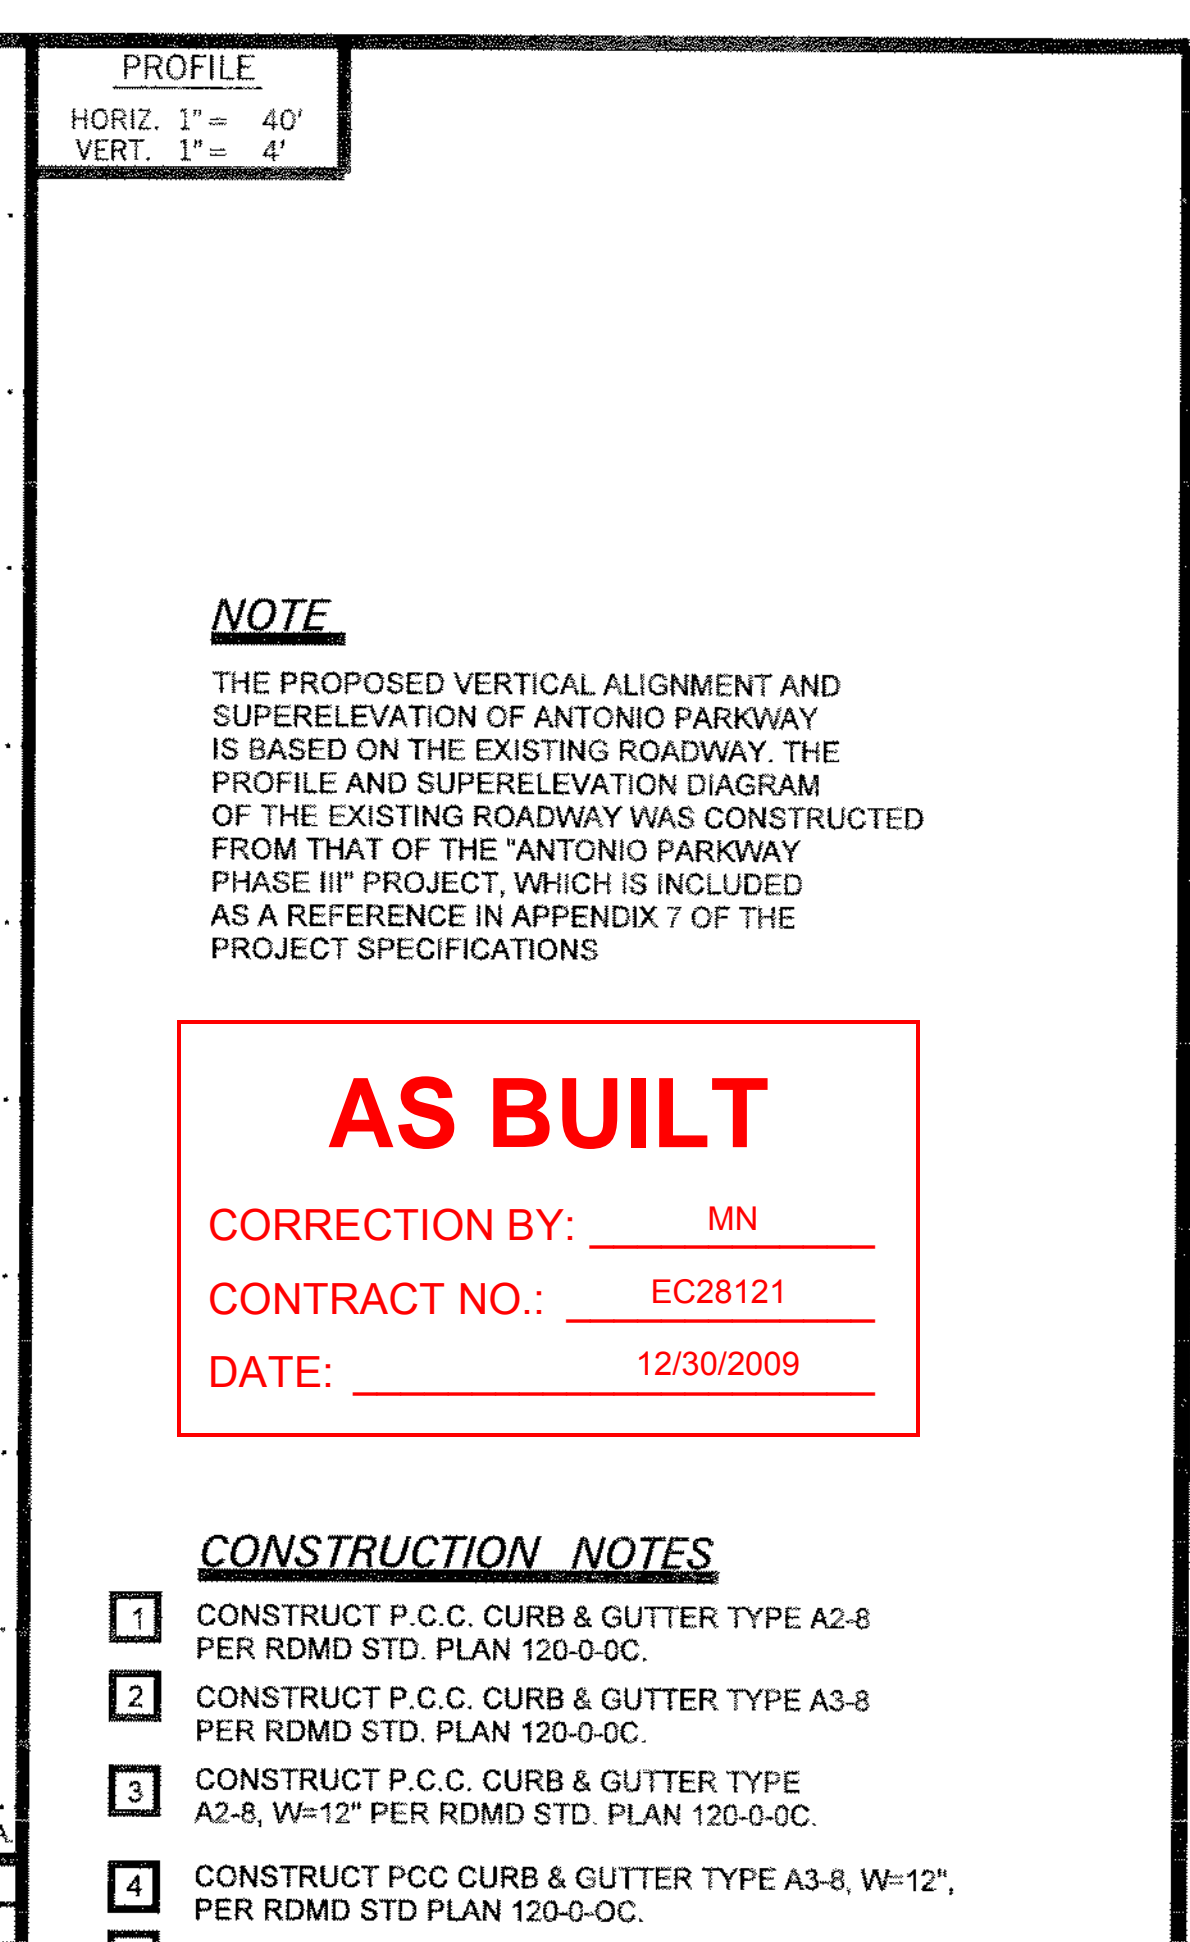 PROFILE
HORIZ. 1"= 40'
VERT. 1"= 4'
NOTE
THE PROPOSED VERTICAL ALIGNMENT AND
SUPERELEVATION OF ANTONIO PARKWAY
IS BASED ON THE EXISTING ROADWAY. THE
PROFILE AND SUPERELEVATION DIAGRAM
OF THE EXISTING ROADWAY WAS CONSTRUCTED
FROM THAT OF THE "ANTONIO PARKWAY
PHASE III" PROJECT, WHICH IS INCLUDED
AS A REFERENCE IN APPENDIX 7 OF THE
PROJECT SPECIFICATIONS
AS BUILT
CORRECTION BY: MN
CONTRACT NO.: EC28121
DATE: 12/30/2009
CONSTRUCTION NOTES
1 CONSTRUCT P.C.C. CURB & GUTTER TYPE A2-8
PER RDMD STD. PLAN 120-0-0C.
2 CONSTRUCT P.C.C. CURB & GUTTER TYPE A3-8
PER RDMD STD. PLAN 120-0-0C.
3 CONSTRUCT P.C.C. CURB & GUTTER TYPE
A2-8, W=12" PER RDMD STD. PLAN 120-0-0C.
4 CONSTRUCT PCC CURB & GUTTER TYPE A3-8, W=12",
PER RDMD STD PLAN 120-0-OC.